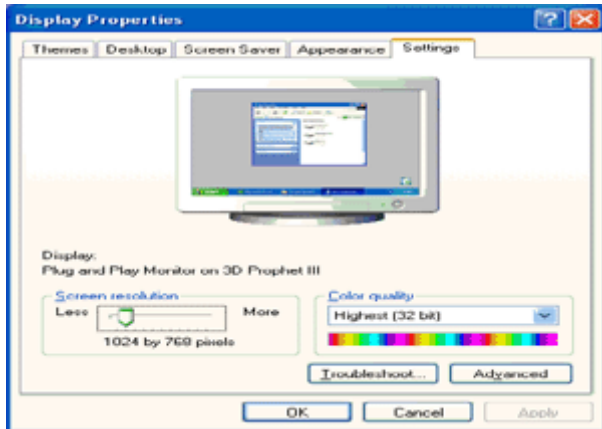 Display Properties
Themes Desktop Screen Saver Appearance Settings
Display:
Plug and Play Monitor on 3D Prophet III
Screen resolution
Less More
1024 by 768 pixels
Color quality
Highest (32 bit)
Troubleshoot... Advanced
OK Cancel Apply